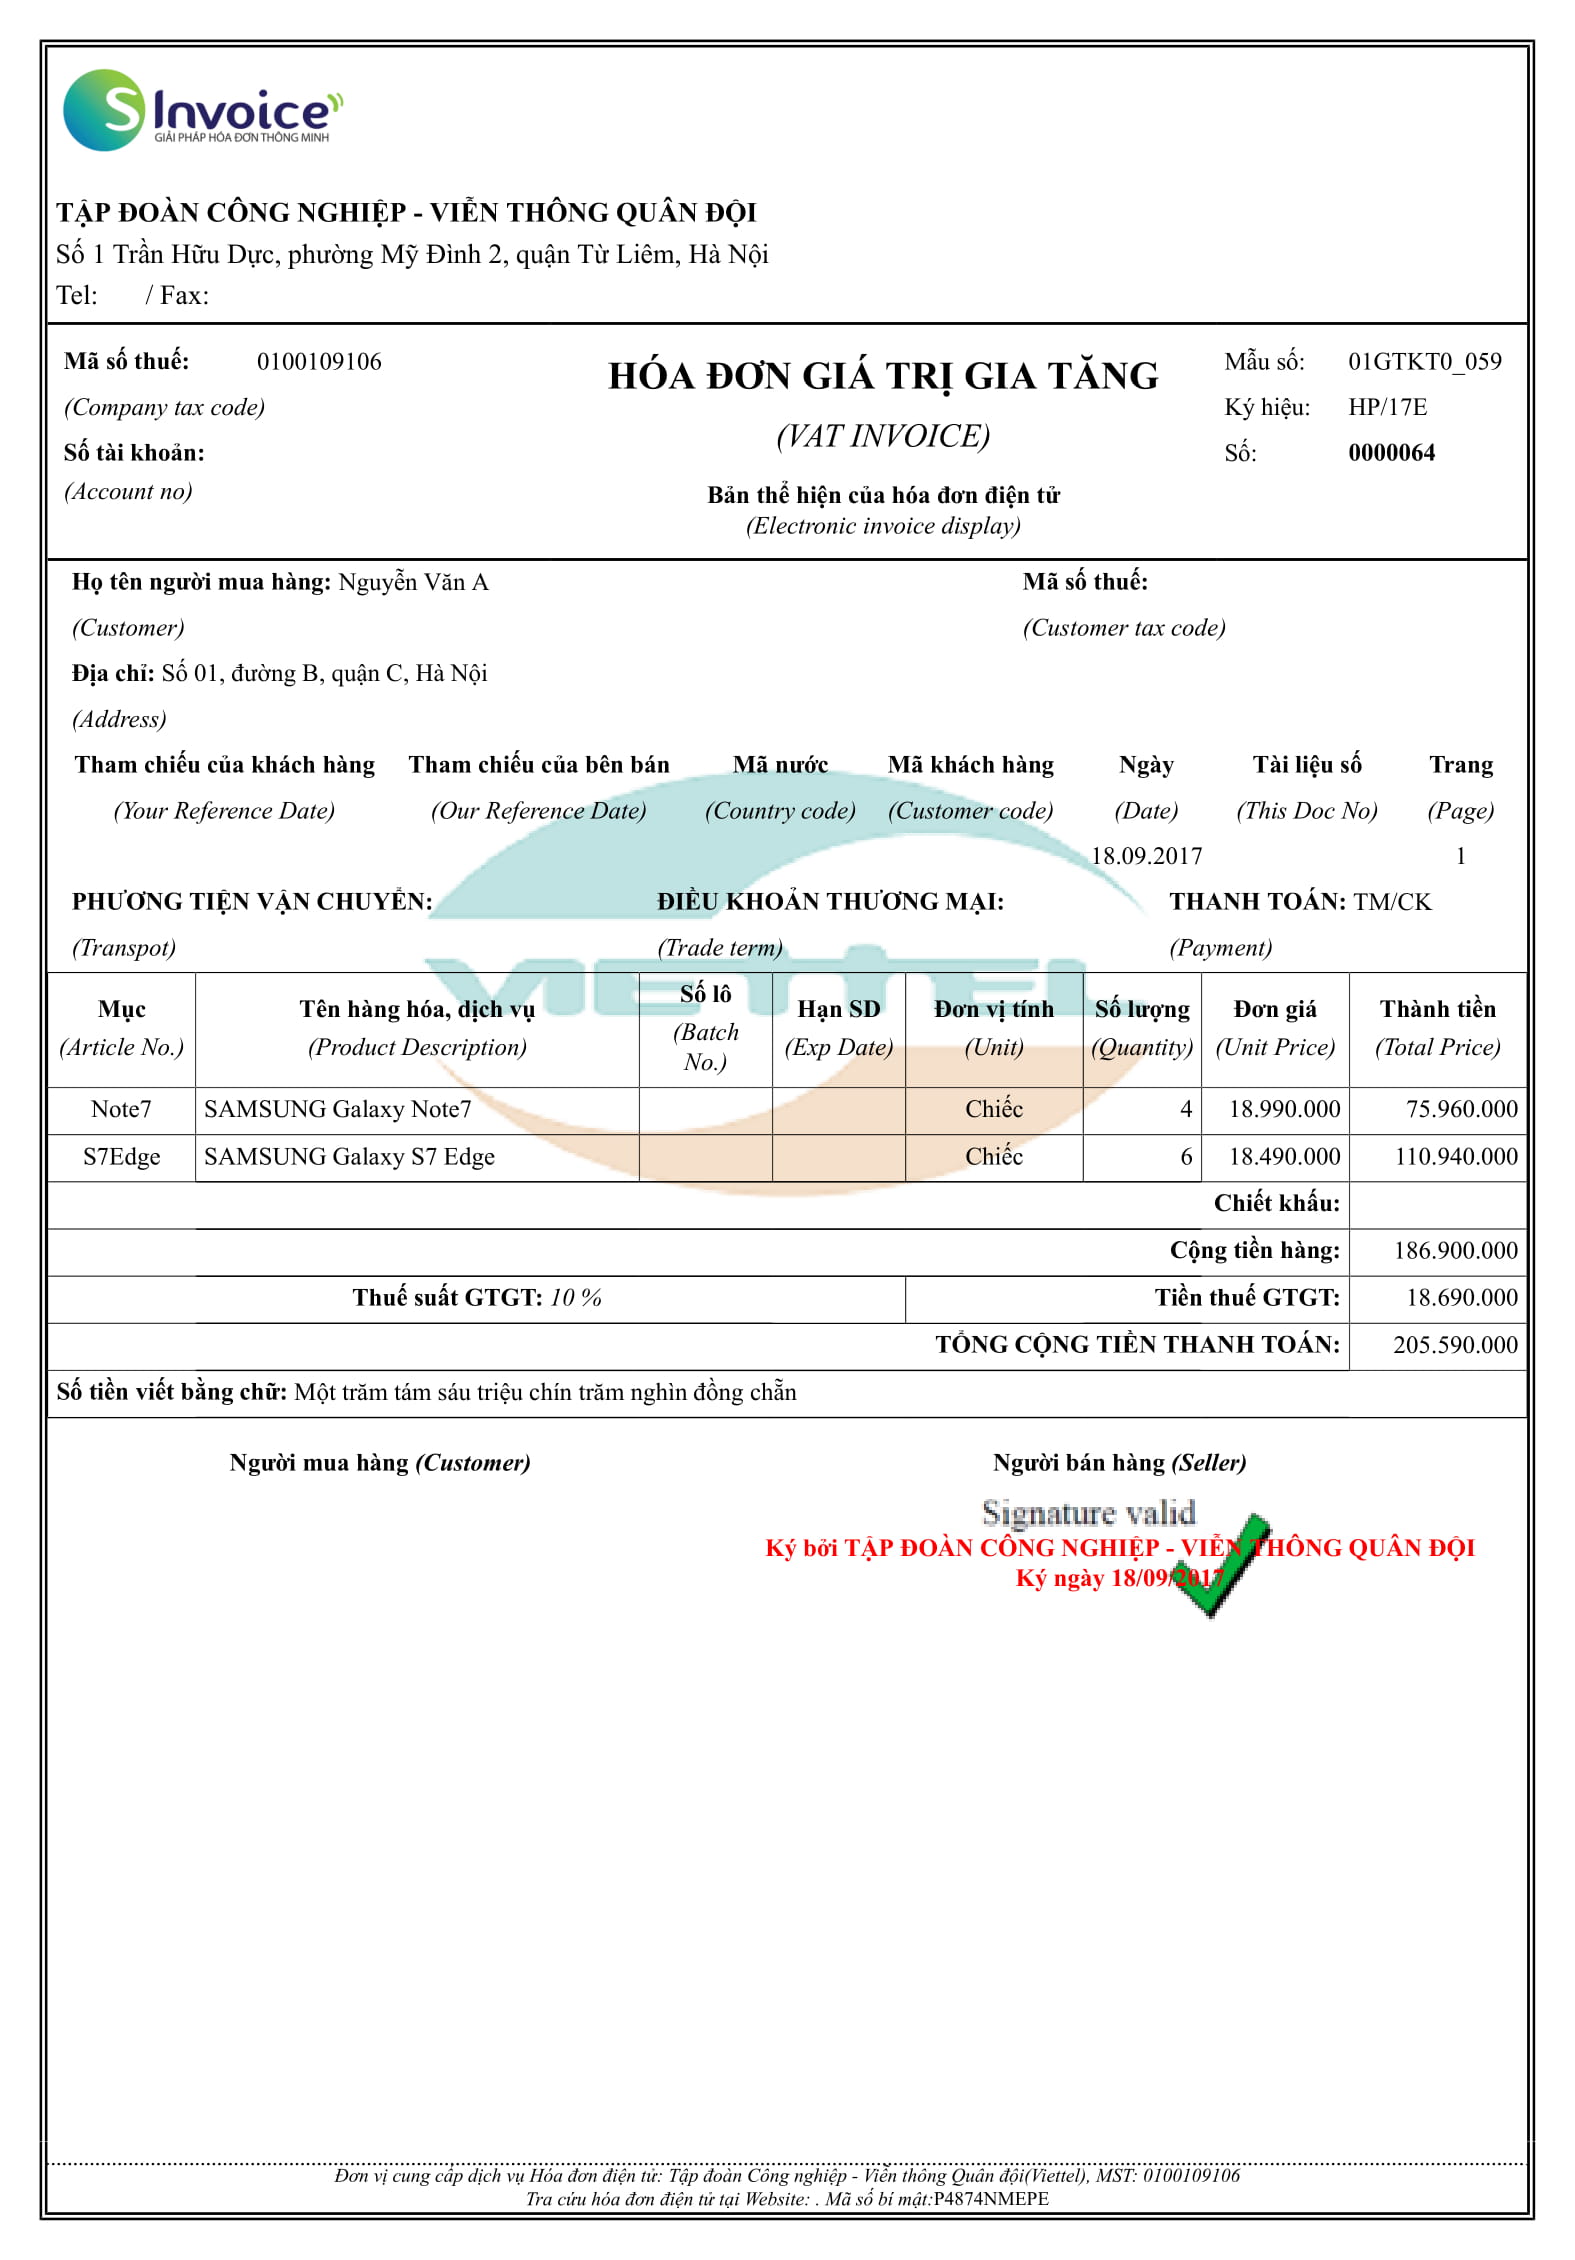 S Invoice
GIẢI PHÁP HÓA ĐƠN THÔNG MINH
TẬP ĐOÀN CÔNG NGHIỆP - VIỄN THÔNG QUÂN ĐỘI
Số 1 Trần Hữu Dực, phường Mỹ Đình 2, quận Từ Liêm, Hà Nội
Tel: / Fax:
Mã số thuế: 0100109106
(Company tax code)
Số tài khoản:
(Account no)
HÓA ĐƠN GIÁ TRỊ GIA TĂNG
(VAT INVOICE)
Bản thể hiện của hóa đơn điện tử
(Electronic invoice display)
Mẫu số: 01GTKT0_059
Ký hiệu: HP/17E
Số: 0000064
Họ tên người mua hàng: Nguyễn Văn A Mã số thuế:
(Customer) (Customer tax code)
Địa chỉ: Số 01, đường B, quận C, Hà Nội
(Address)
Tham chiếu của khách hàng Tham chiếu của bên bán Mã nước Mã khách hàng Ngày Tài liệu số Trang
(Your Reference Date) (Our Reference Date) (Country code) (Customer code) (Date) (This Doc No) (Page)
18.09.2017 1
PHƯƠNG TIỆN VẬN CHUYỂN: ĐIỀU KHOẢN THƯƠNG MẠI: THANH TOÁN: TM/CK
(Transpot) (Trade term) (Payment)
VIETTEL
Mục Tên hàng hóa, dịch vụ Số lô Hạn SD Đơn vị tính Số lượng Đơn giá Thành tiền
(Article No.) (Product Description) (Batch No.) (Exp Date) (Unit) (Quantity) (Unit Price) (Total Price)
Note7 SAMSUNG Galaxy Note7 Chiếc 4 18.990.000 75.960.000
S7Edge SAMSUNG Galaxy S7 Edge Chiếc 6 18.490.000 110.940.000
Chiết khấu:
Cộng tiền hàng: 186.900.000
Thuế suất GTGT: 10 % Tiền thuế GTGT: 18.690.000
TỔNG CỘNG TIỀN THANH TOÁN: 205.590.000
Số tiền viết bằng chữ: Một trăm tám sáu triệu chín trăm nghìn đồng chẵn
Người mua hàng (Customer) Người bán hàng (Seller)
Signature valid
Ký bởi TẬP ĐOÀN CÔNG NGHIỆP - VIỄN THÔNG QUÂN ĐỘI
Ký ngày 18/09/2017
Đơn vị cung cấp dịch vụ Hóa đơn điện tử: Tập đoàn Công nghiệp - Viễn thông Quân đội(Viettel), MST: 0100109106
Tra cứu hóa đơn điện tử tại Website: . Mã số bí mật:P4874NMEPE